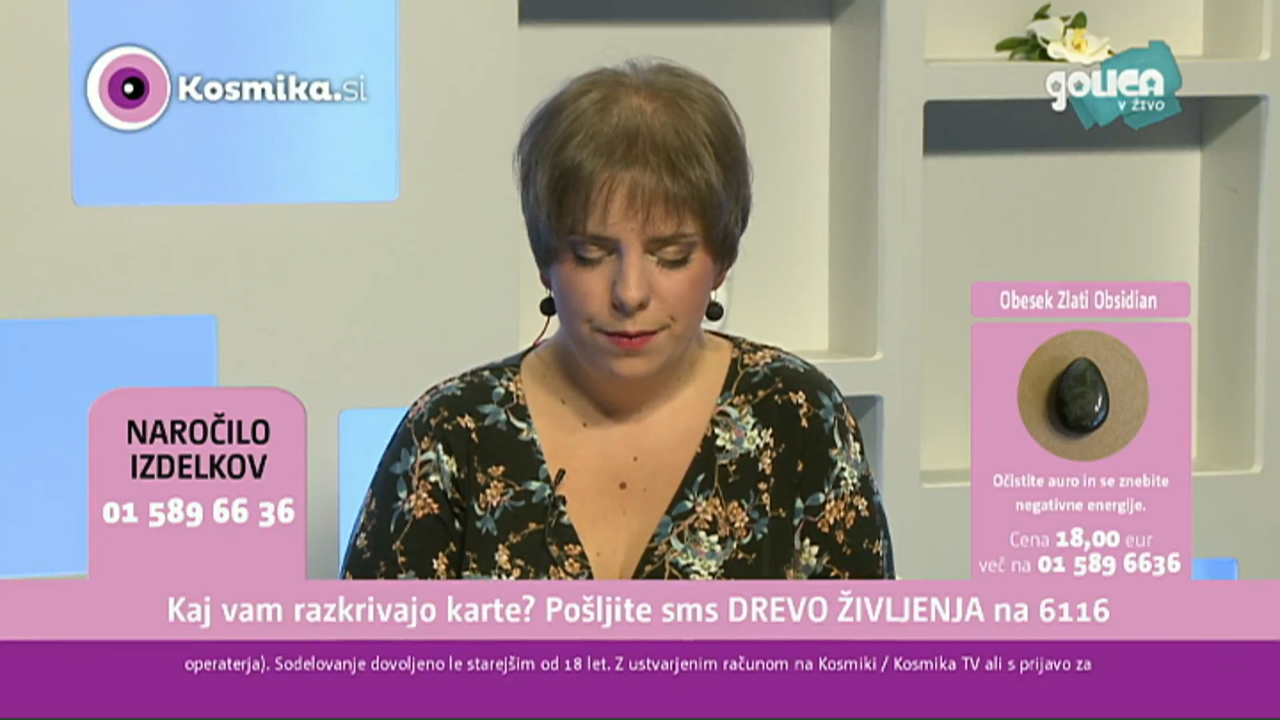 Kosmika.si
golica
V ŽIVO
Obesek Zlati Obsidian
NAROČILO
IZDELKOV
01 589 66 36
Očistite auro in se znebite
negativne energije.
Cena 18,00 eur
več na 01 589 6636
Kaj vam razkrivajo karte? Pošljite sms DREVO ŽIVLJENJA na 6116
operaterja). Sodelovanje dovoljeno le starejšim od 18 let. Z ustvarjenim računom na Kosmiki / Kosmika TV ali s prijavo za